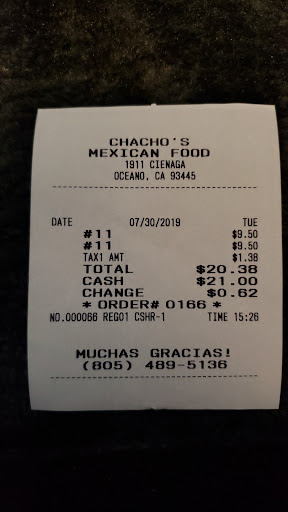 CHACHO'S
MEXICAN FOOD
1911 CIENAGA
OCEANO, CA 93445
DATE 07/30/2019 TUE
#11 $9.50
#11 $9.50
TAX1 AMT $1.38
TOTAL $20.38
CASH $21.00
CHANGE $0.62
* ORDER# 0166 *
NO.000066 REG01 CSHR-1 TIME 15:26
MUCHAS GRACIAS!
(805) 489-5136